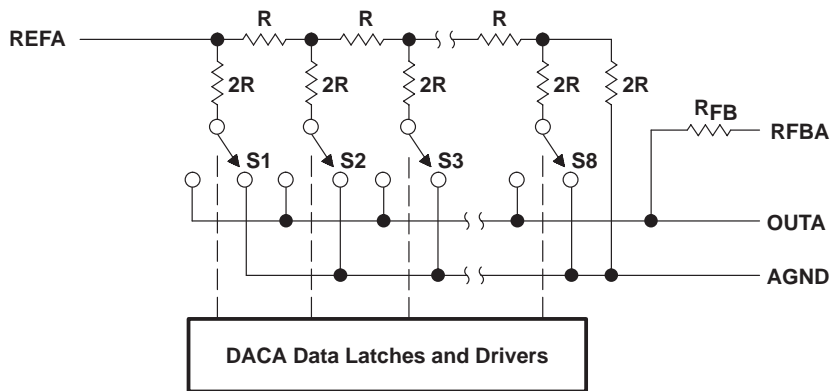 R R R
REFA
2R 2R 2R 2R 2R
RFB
RFBA
S1 S2 S3 S8
OUTA
AGND
DACA Data Latches and Drivers